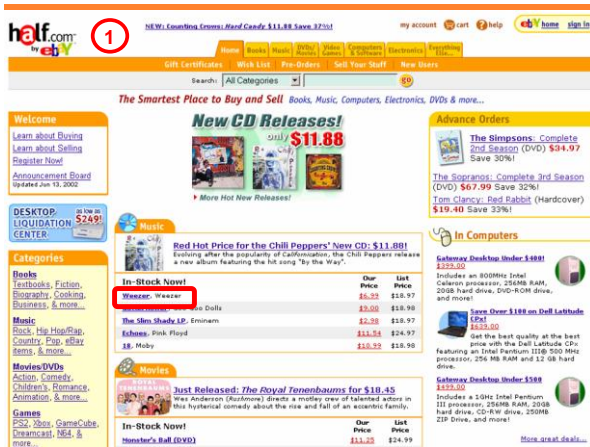 half.com
by ebY
1
NEW: Counting Crows: Hard Candy $11.88 Save 37%!
my account
cart
help
ebY home
sign in
Home
Books
Music
DVDs/
Movies
Video
Games
Computers
& Software
Electronics
Everything
Else...
Gift Certificates | Wish List | Pre-Orders | Sell Your Stuff | New Users
Search: All Categories
GO
The Smartest Place to Buy and Sell Books, Music, Computers, Electronics, DVDs & more...
Welcome
Learn about Buying
Learn about Selling
Register Now!
Announcement Board
Updated Jun 13, 2002
DESKTOP
LIQUIDATION
CENTER
as low as
$249!
Categories
Books
Textbooks, Fiction,
Biography, Cooking,
Business, & more...
Music
Rock, Hip Hop/Rap,
Country, Pop, eBay
items, & more...
Movies/DVDs
Action, Comedy,
Children's, Romance,
Animation, & more...
Games
PS2, Xbox, GameCube,
Dreamcast, N64, &
more...
New CD Releases!
only $11.88
More Hot New Releases!
Music
Red Hot Price for the Chili Peppers' New CD: $11.88!
Evolving after the popularity of Californication, the Chili Peppers release
a new album featuring the hit song "By the Way".
In-Stock Now!
Our
Price
List
Price
Weezer, Weezer $6.99 $18.97
Goo Dolls $9.00 $18.98
The Slim Shady LP, Eminem $2.98 $18.97
Echoes, Pink Floyd $11.54 $24.97
18, Moby $10.99 $18.98
Movies
ROYAL
TENENBAUMS
Just Released: The Royal Tenenbaums for $18.45
Wes Anderson (Rushmore) directs a motley crew of talented actors in
this hysterical comedy about the rise and fall of an eccentric family.
In-Stock Now!
Our
Price
List
Price
Monster's Ball (DVD) $11.25 $24.99
Advance Orders
The Simpsons: Complete
2nd Season (DVD) $34.97
Save 30%!
The Sopranos: Complete 3rd Season
(DVD) $67.99 Save 32%!
Tom Clancy: Red Rabbit (Hardcover)
$19.40 Save 33%!
In Computers
Gateway Desktop Under $400!
$399.00
Includes an 800MHz Intel
Celeron processor, 256MB RAM,
20GB hard drive, DVD-ROM drive,
and more!
Save Over $100 on Dell Latitude
CPx!
$639.00
Get the best quality at the best
price with the Dell Latitude CPx
featuring an Intel Pentium III@ 500 MHz
processor, 256 MB RAM and 12 GB hard
drive.
Gateway Desktop Under $500
$499.00
Includes a 1GHz Intel Pentium
III processor, 256MB RAM, 20GB
hard drive, CD-RW drive, 250MB
ZIP Drive, and more!
More great deals...